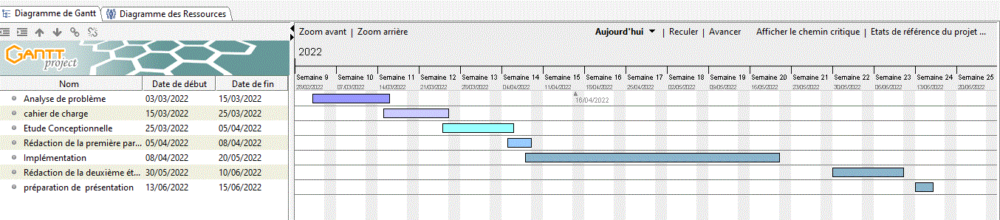 Diagramme de Gantt Diagramme des Ressources
Zoom avant | Zoom arrière Aujourd'hui | Reculer | Avancer Afficher le chemin critique | Etats de référence du projet ...
GANTT project
2022
Nom Date de début Date de fin
Semaine 9 Semaine 10 Semaine 11 Semaine 12 Semaine 13 Semaine 14 Semaine 15 Semaine 16 Semaine 17 Semaine 18 Semaine 19 Semaine 20 Semaine 21 Semaine 22 Semaine 23 Semaine 24 Semaine 25
28/02/2022 07/03/2022 14/03/2022 21/03/2022 28/03/2022 04/04/2022 11/04/2022 18/04/2022 25/04/2022 02/05/2022 09/05/2022 16/05/2022 23/05/2022 30/05/2022 06/06/2022 13/06/2022 20/06/2022
Analyse de problème 03/03/2022 15/03/2022
16/04/2022
cahier de charge 15/03/2022 25/03/2022
Etude Conceptionnelle 25/03/2022 05/04/2022
Rédaction de la première par... 05/04/2022 08/04/2022
Implémentation 08/04/2022 20/05/2022
Rédaction de la deuxième ét... 30/05/2022 10/06/2022
préparation de présentation 13/06/2022 15/06/2022